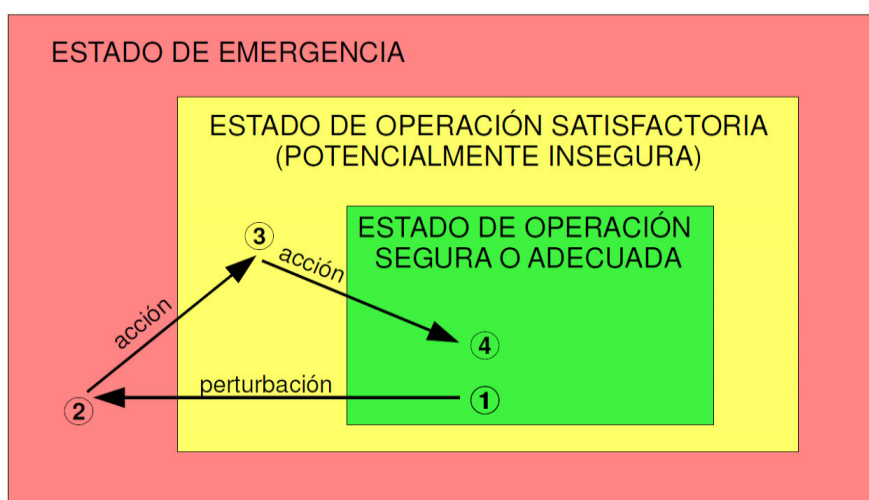 ESTADO DE EMERGENCIA
ESTADO DE OPERACIÓN SATISFACTORIA
(POTENCIALMENTE INSEGURA)
ESTADO DE OPERACIÓN
SEGURA O ADECUADA
3
acción
acción
4
perturbación
2
1